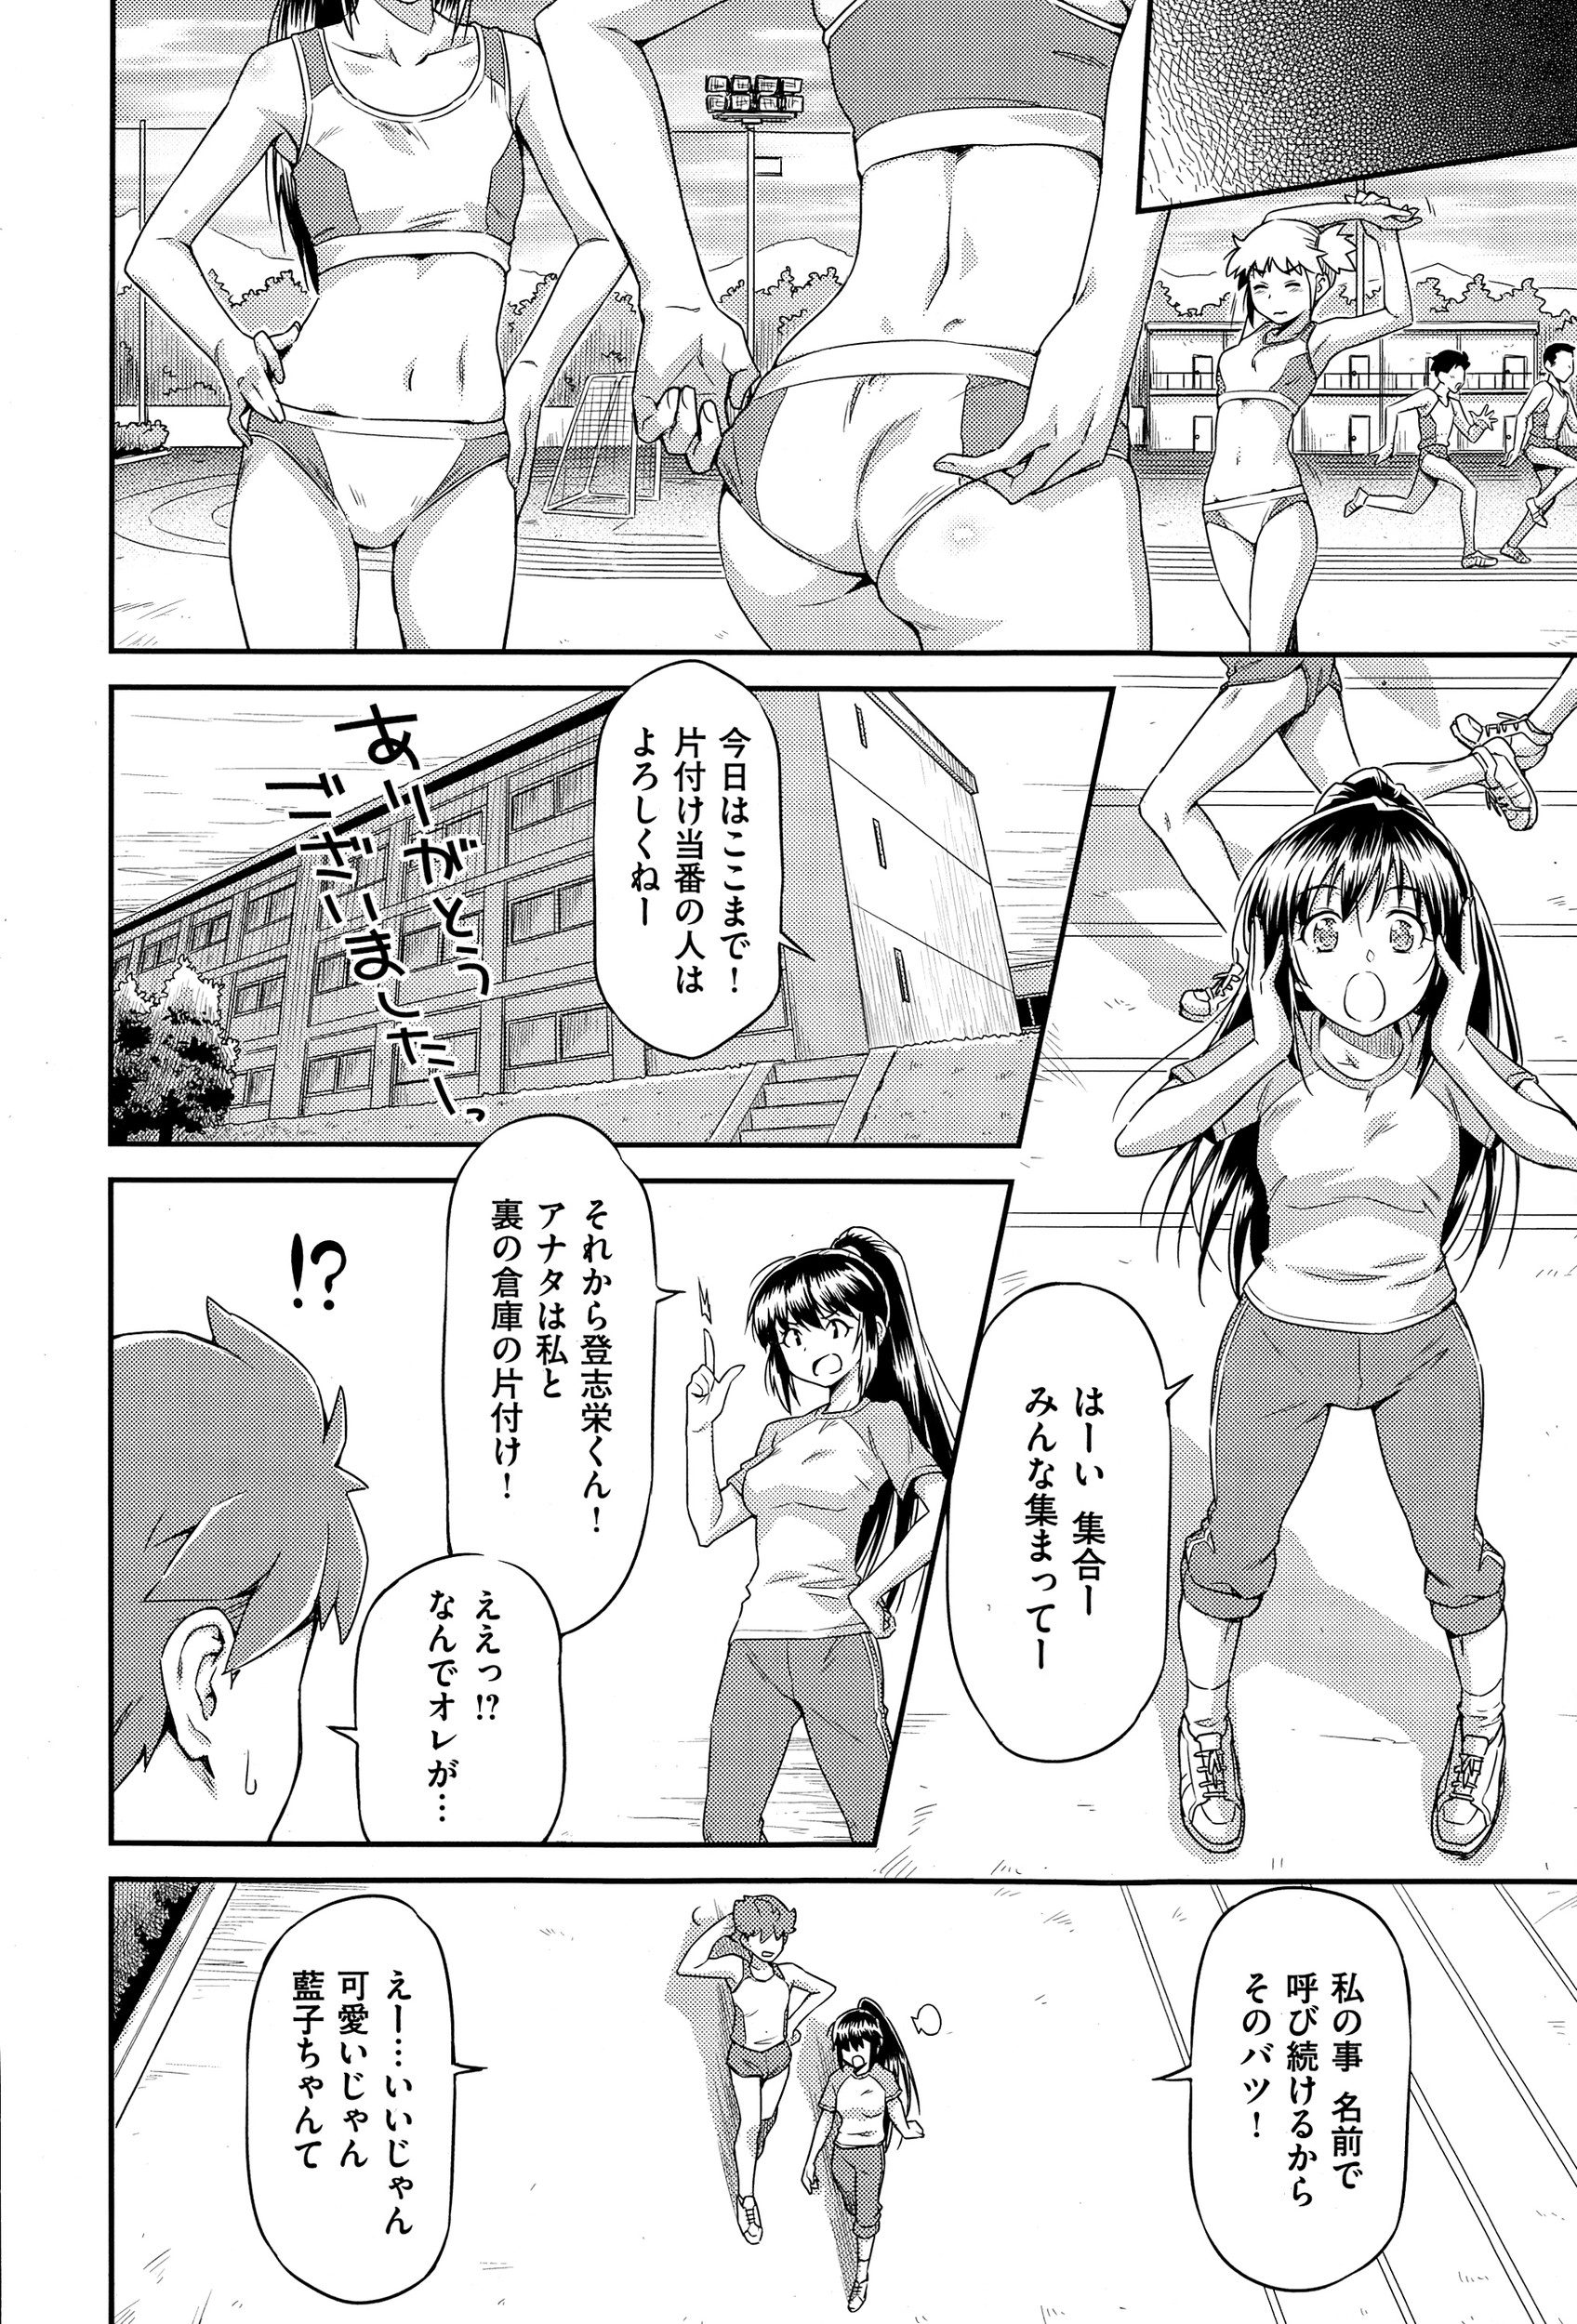 はーい 集合ー
みんな集まってー
今日はここまで！
片付け当番の人は
よろしくねー
ありがとう
ございましたーっ
それから登志栄くん！
アナタは私と
裏の倉庫の片付け！
!?
ええっ!?
なんでオレが…
私の事 名前で
呼び続けるから
そのバツ！
えー…いいじゃん
可愛いじゃん
藍子ちゃんて